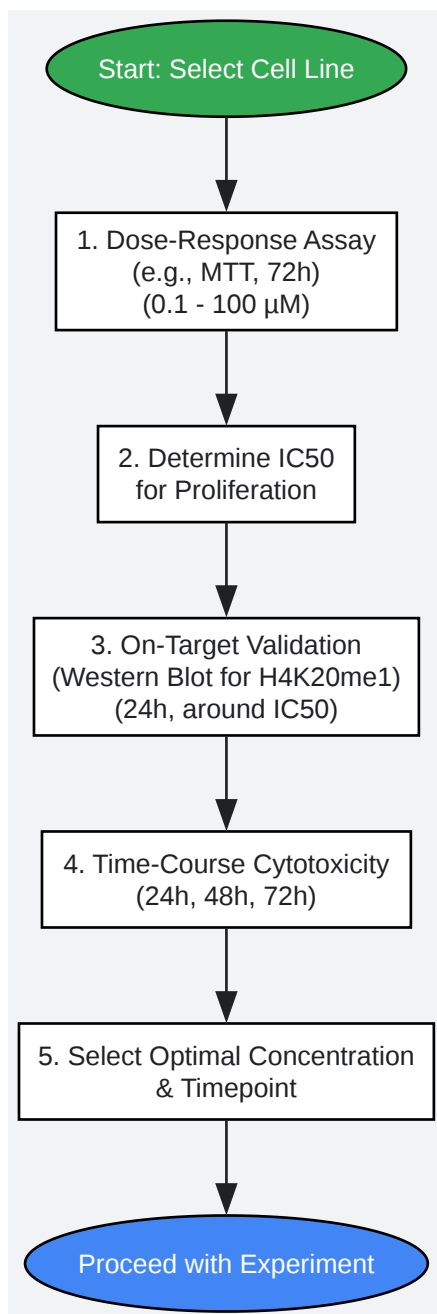 Start: Select Cell Line
1. Dose-Response Assay
(e.g., MTT, 72h)
(0.1 - 100 µM)
2. Determine IC50
for Proliferation
3. On-Target Validation
(Western Blot for H4K20me1)
(24h, around IC50)
4. Time-Course Cytotoxicity
(24h, 48h, 72h)
5. Select Optimal Concentration
& Timepoint
Proceed with Experiment